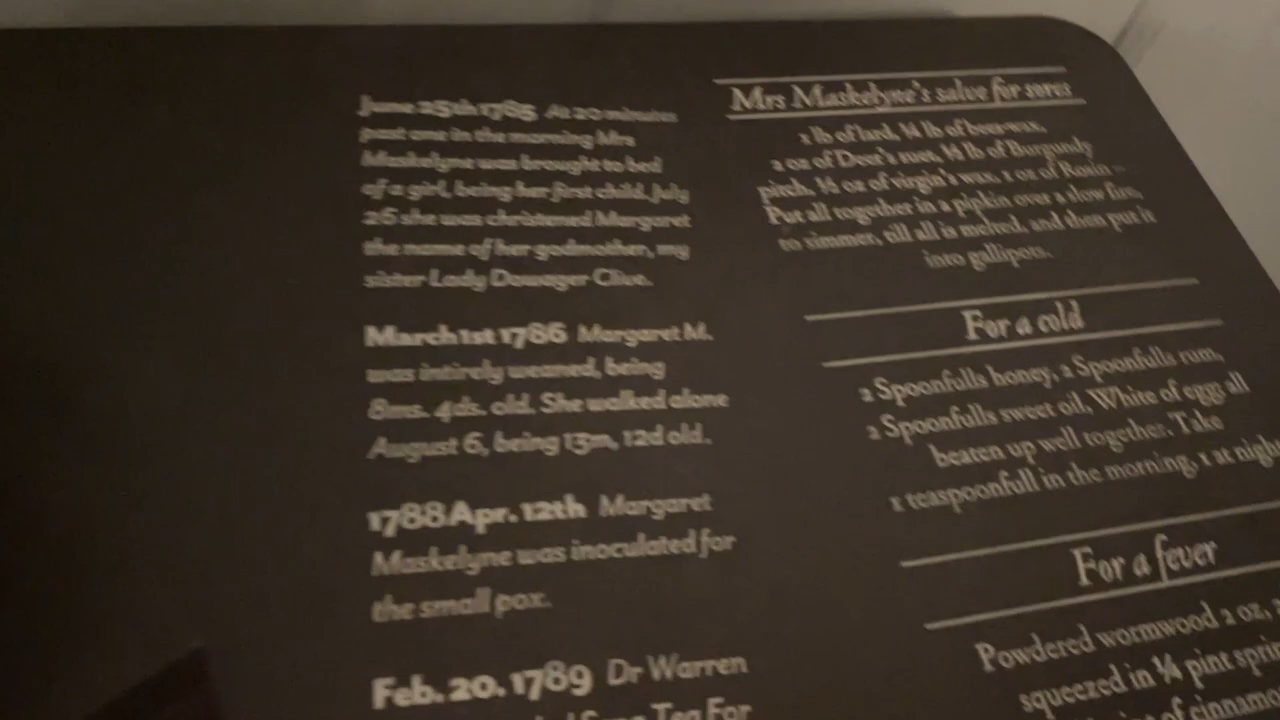 June 25th 1785 At 20 minutes
past one in the morning Mrs
Maskelyne was brought to bed
of a girl, being her first child. July
26 she was christened Margaret
the name of her godmother, my
sister Lady Dowager Clive.
March 1st 1786 Margaret M.
was intirely weaned, being
8ms. 4ds. old. She walked alone
August 6, being 13m, 12d old.
1788 Apr. 12th Margaret
Maskelyne was inoculated for
the small pox.
Feb. 20. 1789 Dr Warren
Tea For
Mrs Maskelyne's salve for sores
1 lb of lard, ¼ lb of beeswax,
2 oz of Deer's suet, ¼ lb of Burgundy
pitch, ½ oz of virgin's wax, 1 oz of Rosin –
Put all together in a pipkin over a slow fire,
to simmer, till all is melted, and then put it
into gallipots.
For a cold
2 Spoonfulls honey, 2 Spoonfulls rum,
2 Spoonfulls sweet oil, White of eggs all
beaten up well together. Take
1 teaspoonfull in the morning, 1 at night
For a fever
Powdered wormwood 2 oz,
squeezed in ¼ pint
of